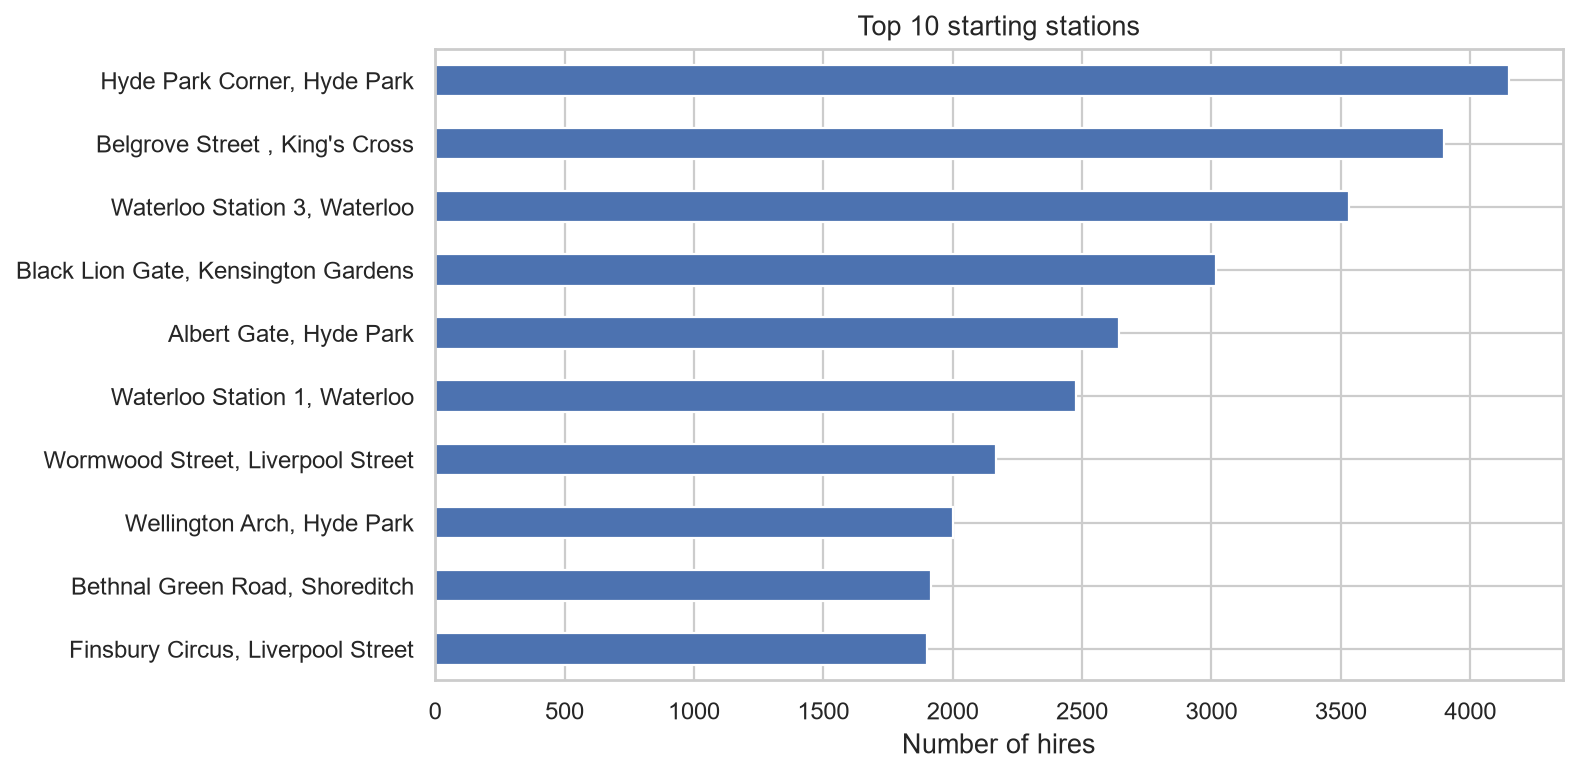 Top 10 starting stations
Hyde Park Corner, Hyde Park
Belgrove Street , King's Cross
Waterloo Station 3, Waterloo
Black Lion Gate, Kensington Gardens
Albert Gate, Hyde Park
Waterloo Station 1, Waterloo
Wormwood Street, Liverpool Street
Wellington Arch, Hyde Park
Bethnal Green Road, Shoreditch
Finsbury Circus, Liverpool Street
0 500 1000 1500 2000 2500 3000 3500 4000
Number of hires